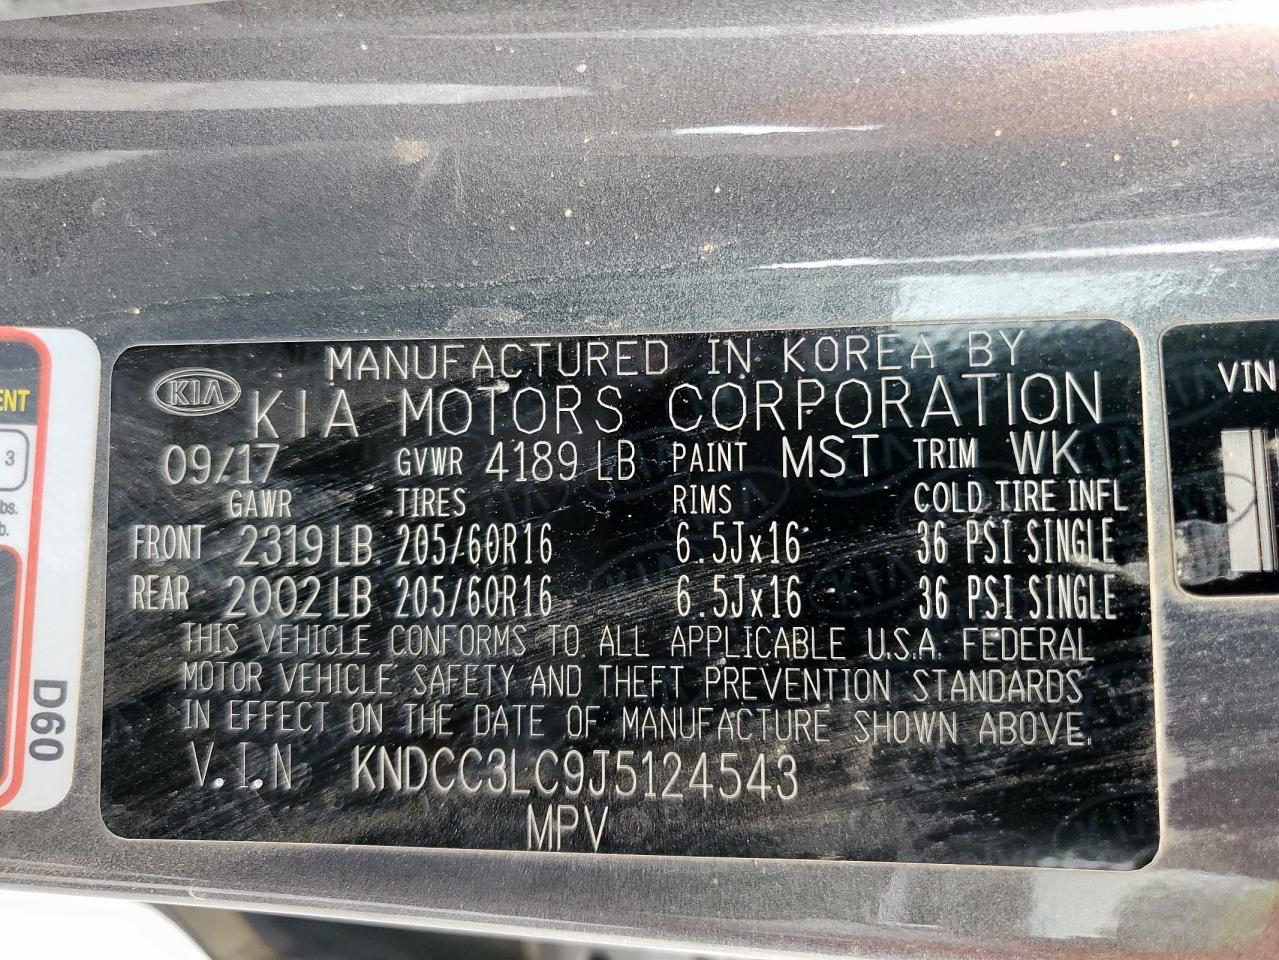 MANUFACTURED IN KOREA BY
KIA KIA MOTORS CORPORATION
09/17 GVWR 4189 LB PAINT MST TRIM WK
GAWR TIRES RIMS COLD TIRE INFL
FRONT 2319 LB 205/60R16 6.5Jx16 36 PSI SINGLE
REAR 2002 LB 205/60R16 6.5Jx16 36 PSI SINGLE
THIS VEHICLE CONFORMS TO ALL APPLICABLE U.S.A. FEDERAL
MOTOR VEHICLE SAFETY AND THEFT PREVENTION STANDARDS
IN EFFECT ON THE DATE OF MANUFACTURE SHOWN ABOVE.
V.I.N KNDCC3LC9J5124543
MPV
ENT
3
bs.
b.
D60
VIN